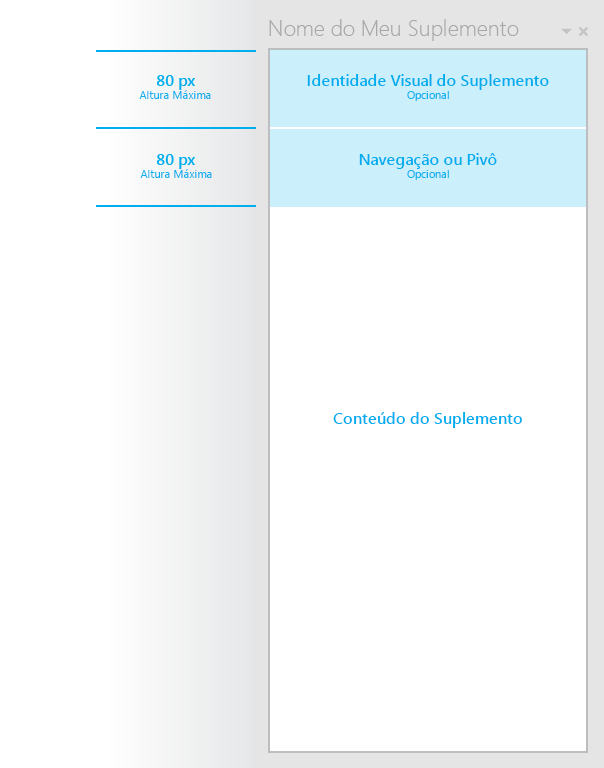 Nome do Meu Suplemento
80 px
Altura Máxima
Identidade Visual do Suplemento
Opcional
80 px
Altura Máxima
Navegação ou Pivô
Opcional
Conteúdo do Suplemento